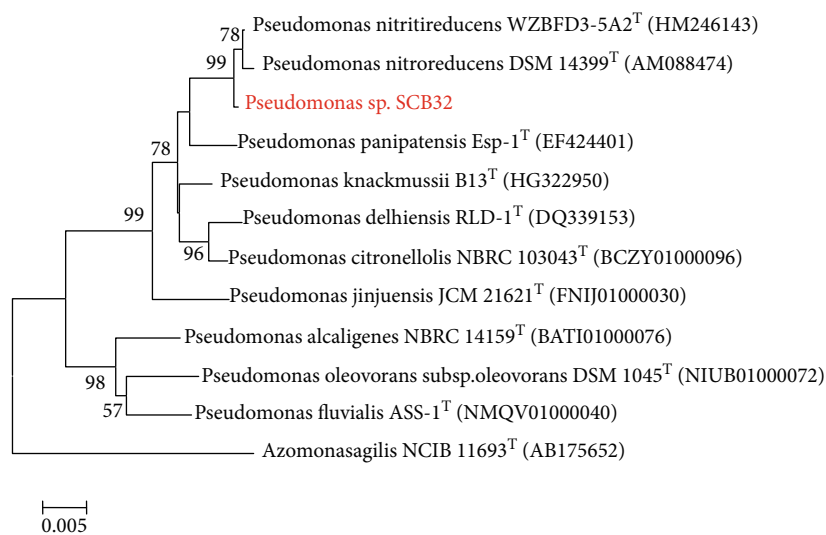 78 Pseudomonas nitritireducens WZBFD3-5A2ᵀ (HM246143)
99 Pseudomonas nitroreducens DSM 14399ᵀ (AM088474)
Pseudomonas sp. SCB32
78 Pseudomonas panipatensis Esp-1ᵀ (EF424401)
Pseudomonas knackmussii B13ᵀ (HG322950)
99 Pseudomonas delhiensis RLD-1ᵀ (DQ339153)
96 Pseudomonas citronellolis NBRC 103043ᵀ (BCZY01000096)
Pseudomonas jinjuensis JCM 21621ᵀ (FNIJ01000030)
Pseudomonas alcaligenes NBRC 14159ᵀ (BATI01000076)
98 Pseudomonas oleovorans subsp.oleovorans DSM 1045ᵀ (NIUB01000072)
57 Pseudomonas fluvialis ASS-1ᵀ (NMQV01000040)
Azomonasagilis NCIB 11693ᵀ (AB175652)
0.005